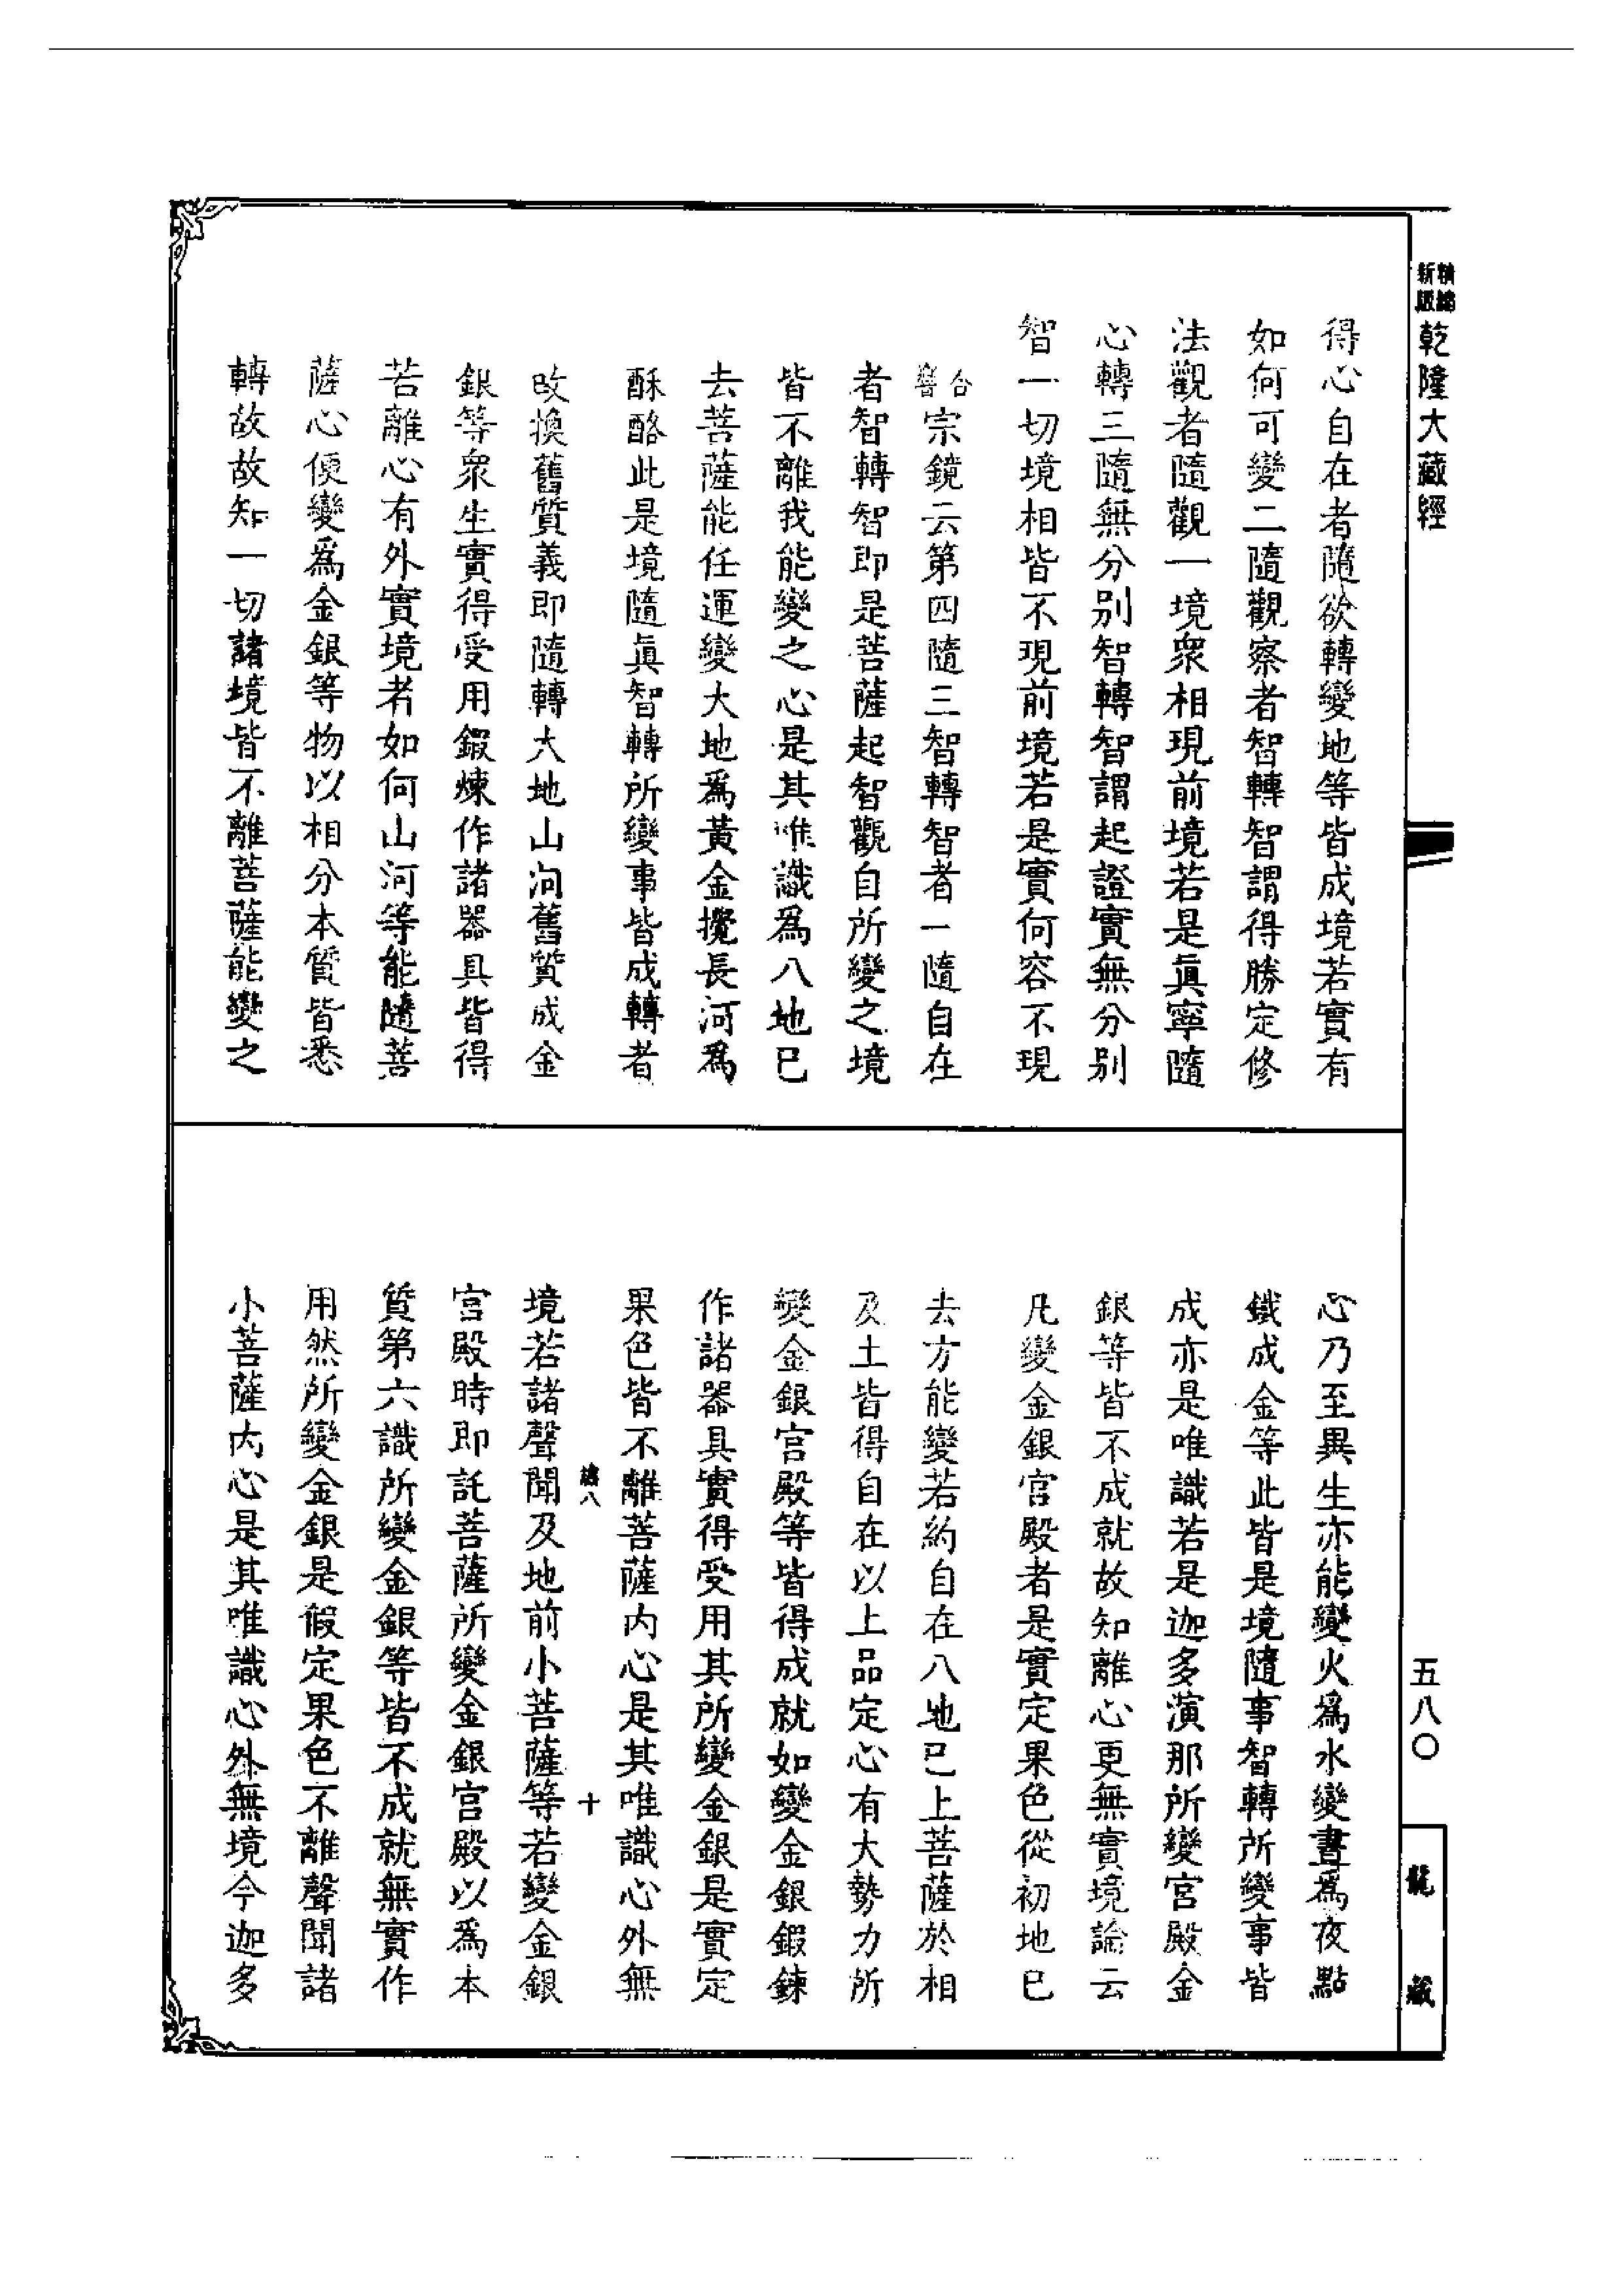 精縮
新版
乾隆大藏經
得心自在者隨欲轉變地等皆成境若實有
如何可變二隨觀察者智轉智謂得勝定修
法觀者隨觀一境衆相現前境若是眞寧隨
心轉三隨無分别智轉智謂起證實無分别
智一切境相皆不現前境若是實何容不現
合響宗鏡云第四隨三智轉智者一隨自在
者智轉智即是菩薩起智觀自所變之境
皆不離我能變之心是其唯識爲八地已
去菩薩能任運變大地爲黃金攪長河爲
酥酪此是境隨眞智轉所變事皆成轉者
改換舊質義即隨轉大地山河舊質成金
銀等衆生實得受用鍜煉作諸器具皆得
若離心有外實境者如何山河等能隨菩
薩心便變爲金銀等物以相分本質皆悉
轉故故知一切諸境皆不離菩薩能變之
心乃至異生亦能變火爲水變晝爲夜點
鐵成金等此皆是境隨事智轉所變事皆
成亦是唯識若是迦多演那所變宮殿金
銀等皆不成就故知離心更無實境論云
凡變金銀宮殿者是實定果色從初地已
去方能變若約自在八地已上菩薩於相
及土皆得自在以上品定心有大勢力所
變金銀宮殿等皆得成就如變金銀鍜鍊
作諸器具實得受用其所變金銀是實定
果色皆不離菩薩内心是其唯識心外無
八 十
境若諸聲聞及地前小菩薩等若變金銀
宮殿時即託菩薩所變金銀宮殿以爲本
質第六識所變金銀等皆不成就無實作
用然所變金銀是假定果色不離聲聞諸
小菩薩内心是其唯識心外無境今迦多
五八〇
龍藏